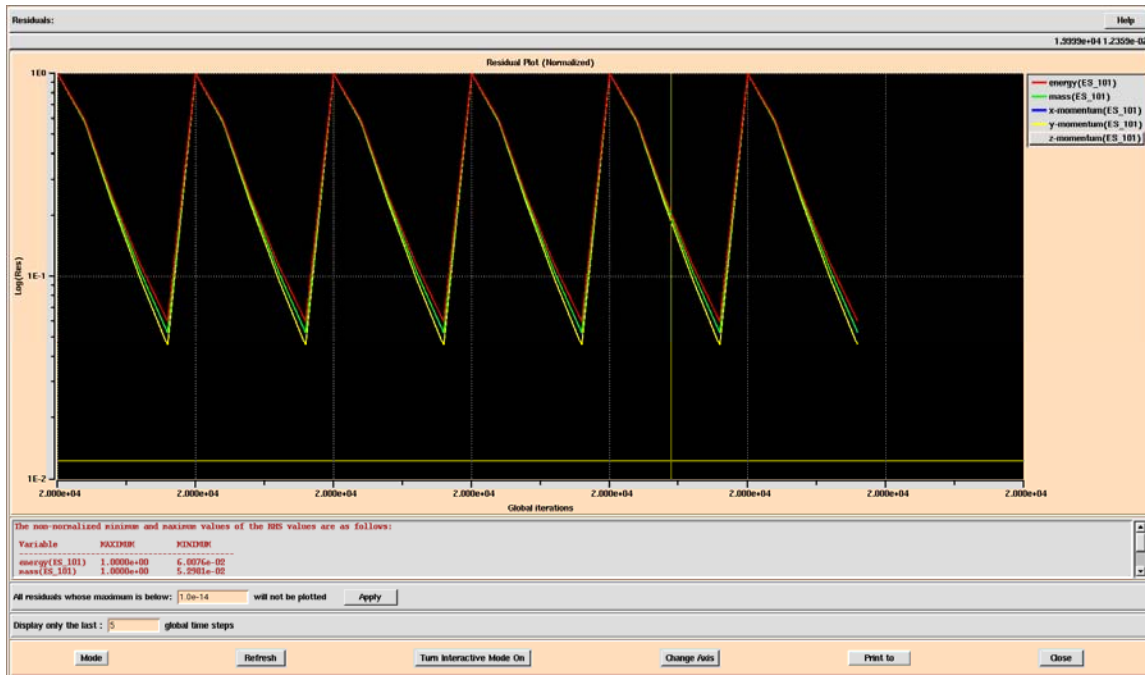 Residuals:
Help
1.9999e+04 1.2359e-02
Residual Plot (Normalized)
1E0
energy(ES_101)
mass(ES_101)
x-momentum(ES_101)
y-momentum(ES_101)
z-momentum(ES_101)
Log(Res)
1E-1
1E-2
2.000e+04 2.000e+04 2.000e+04 2.000e+04 2.000e+04 2.000e+04 2.000e+04 2.000e+04
Global iterations
The non-normalized minimum and maximum values of the RHS values are as follows:
Variable MAXIMUM MINIMUM
energy(ES_101) 1.0000e+00 6.0076e-02
mass(ES_101) 1.0000e+00 5.2981e-02
All residuals whose maximum is below: 1.0e-14 will not be plotted Apply
Display only the last : 5 global time steps
Mode Refresh Turn Interactive Mode On Change Axis Print to Close